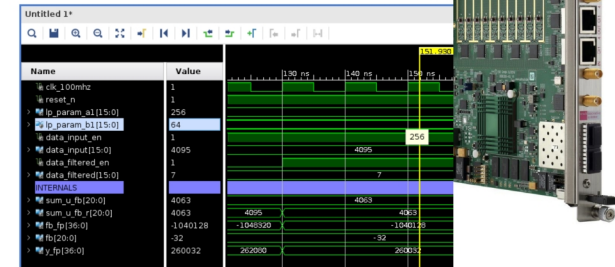 Untitled 1*
151.930
Name Value
130 ns 140 ns 150 ns
clk_100mhz 1
reset_n 1
lp_param_a1[15:0] 256
lp_param_b1[15:0] 64
data_input_en 1 256
data_input[15:0] 4095 4095
data_filtered_en 1
data_filtered[15:0] 7 7
INTERNALS
sum_u_fb[20:0] 4063 4063
sum_u_fb_r[20:0] 4063 4095 4063
fb_fp[36:0] -1040128 -1048320 -1040128
fb[20:0] -32 -32
y_fp[36:0] 260032 262080 260032